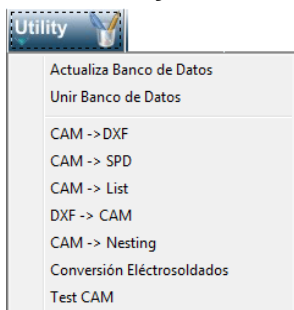 Utility
Actualiza Banco de Datos
Unir Banco de Datos
CAM ->DXF
CAM -> SPD
CAM -> List
DXF -> CAM
CAM -> Nesting
Conversión Eléctrosoldados
Test CAM